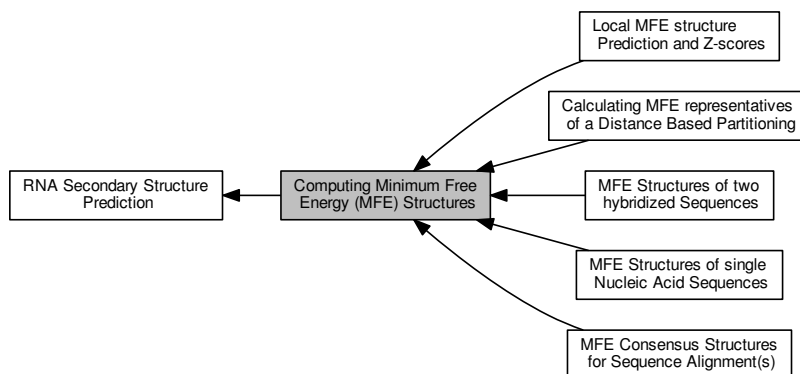 Local MFE structure
Prediction and Z-scores
Calculating MFE representatives
of a Distance Based Partitioning
RNA Secondary Structure
Prediction
Computing Minimum Free
Energy (MFE) Structures
MFE Structures of two
hybridized Sequences
MFE Structures of single
Nucleic Acid Sequences
MFE Consensus Structures
for Sequence Alignment(s)